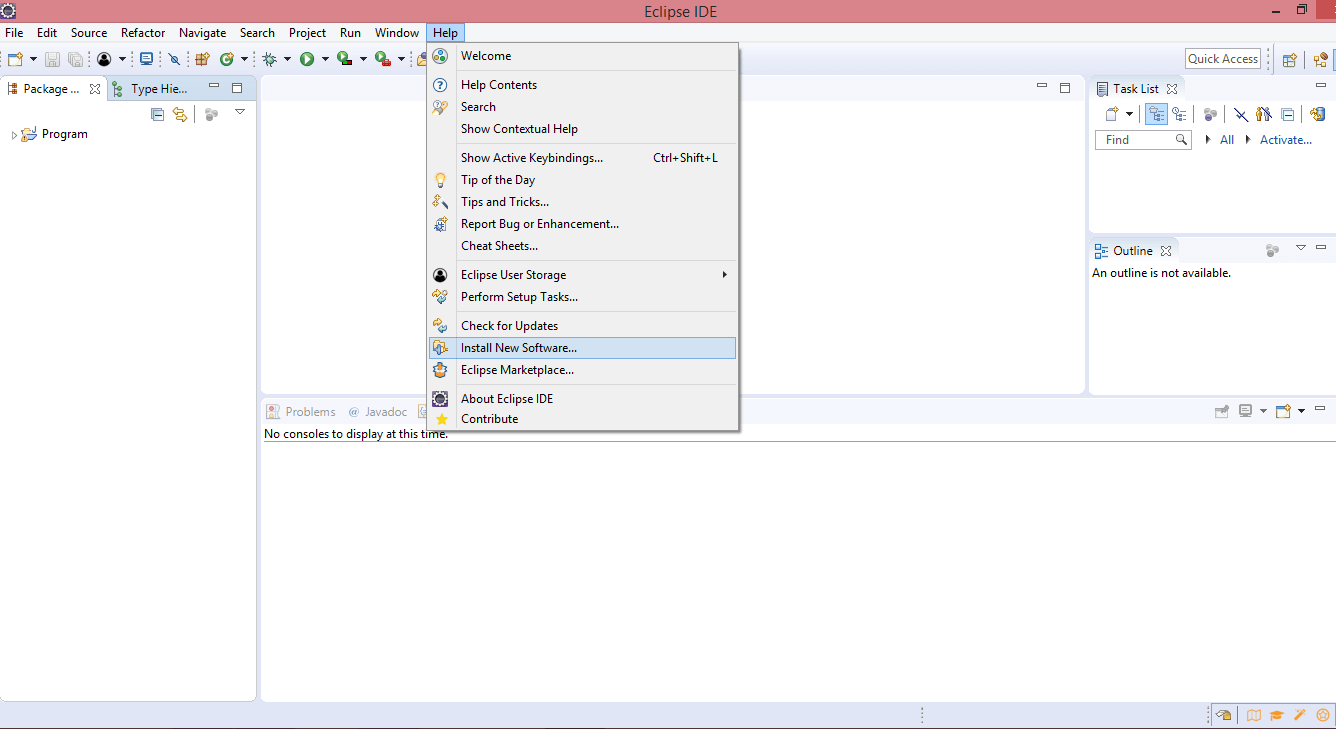 Eclipse IDE
File Edit Source Refactor Navigate Search Project Run Window Help
Quick Access
Package ... Type Hie...
Program
Welcome
Help Contents
Search
Show Contextual Help
Show Active Keybindings... Ctrl+Shift+L
Tip of the Day
Tips and Tricks...
Report Bug or Enhancement...
Cheat Sheets...
Eclipse User Storage
Perform Setup Tasks...
Check for Updates
Install New Software...
Eclipse Marketplace...
About Eclipse IDE
Contribute
Task List
Find All Activate...
Outline
An outline is not available.
Problems @ Javadoc
No consoles to display at this time.